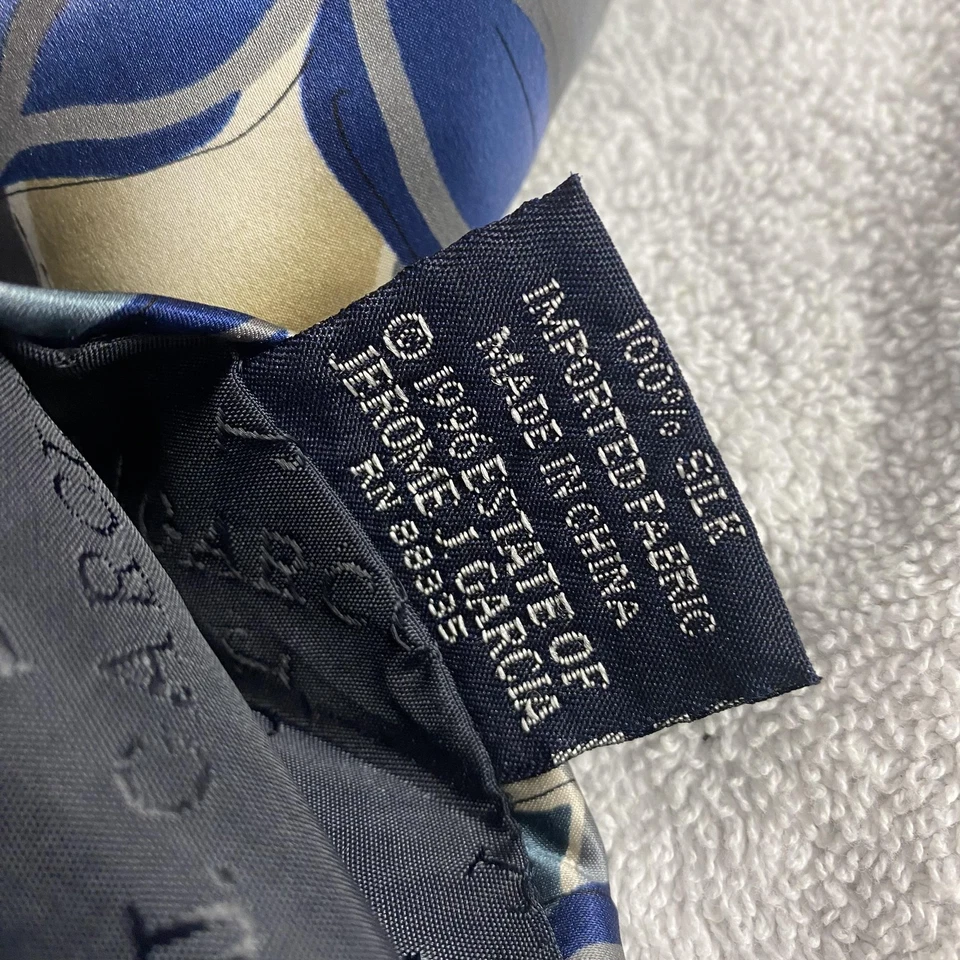 100% SILK
IMPORTED FABRIC
MADE IN CHINA
© 1996 ESTATE OF
JEROME J. GARCIA
RN 88335